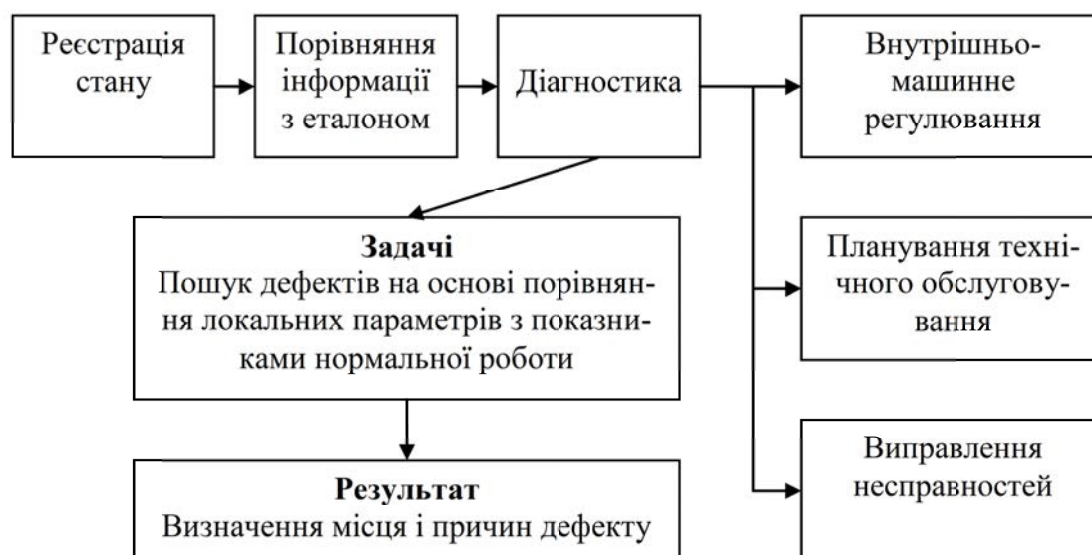 Реєстрація
стану
Порівняння
інформації
з еталоном
Діагностика
Внутрішньо-
машинне
регулювання
Задачі
Пошук дефектів на основі порівнян-
ня локальних параметрів з показни-
ками нормальної роботи
Планування техні-
чного обслугову-
вання
Результат
Визначення місця і причин дефекту
Виправлення
несправностей